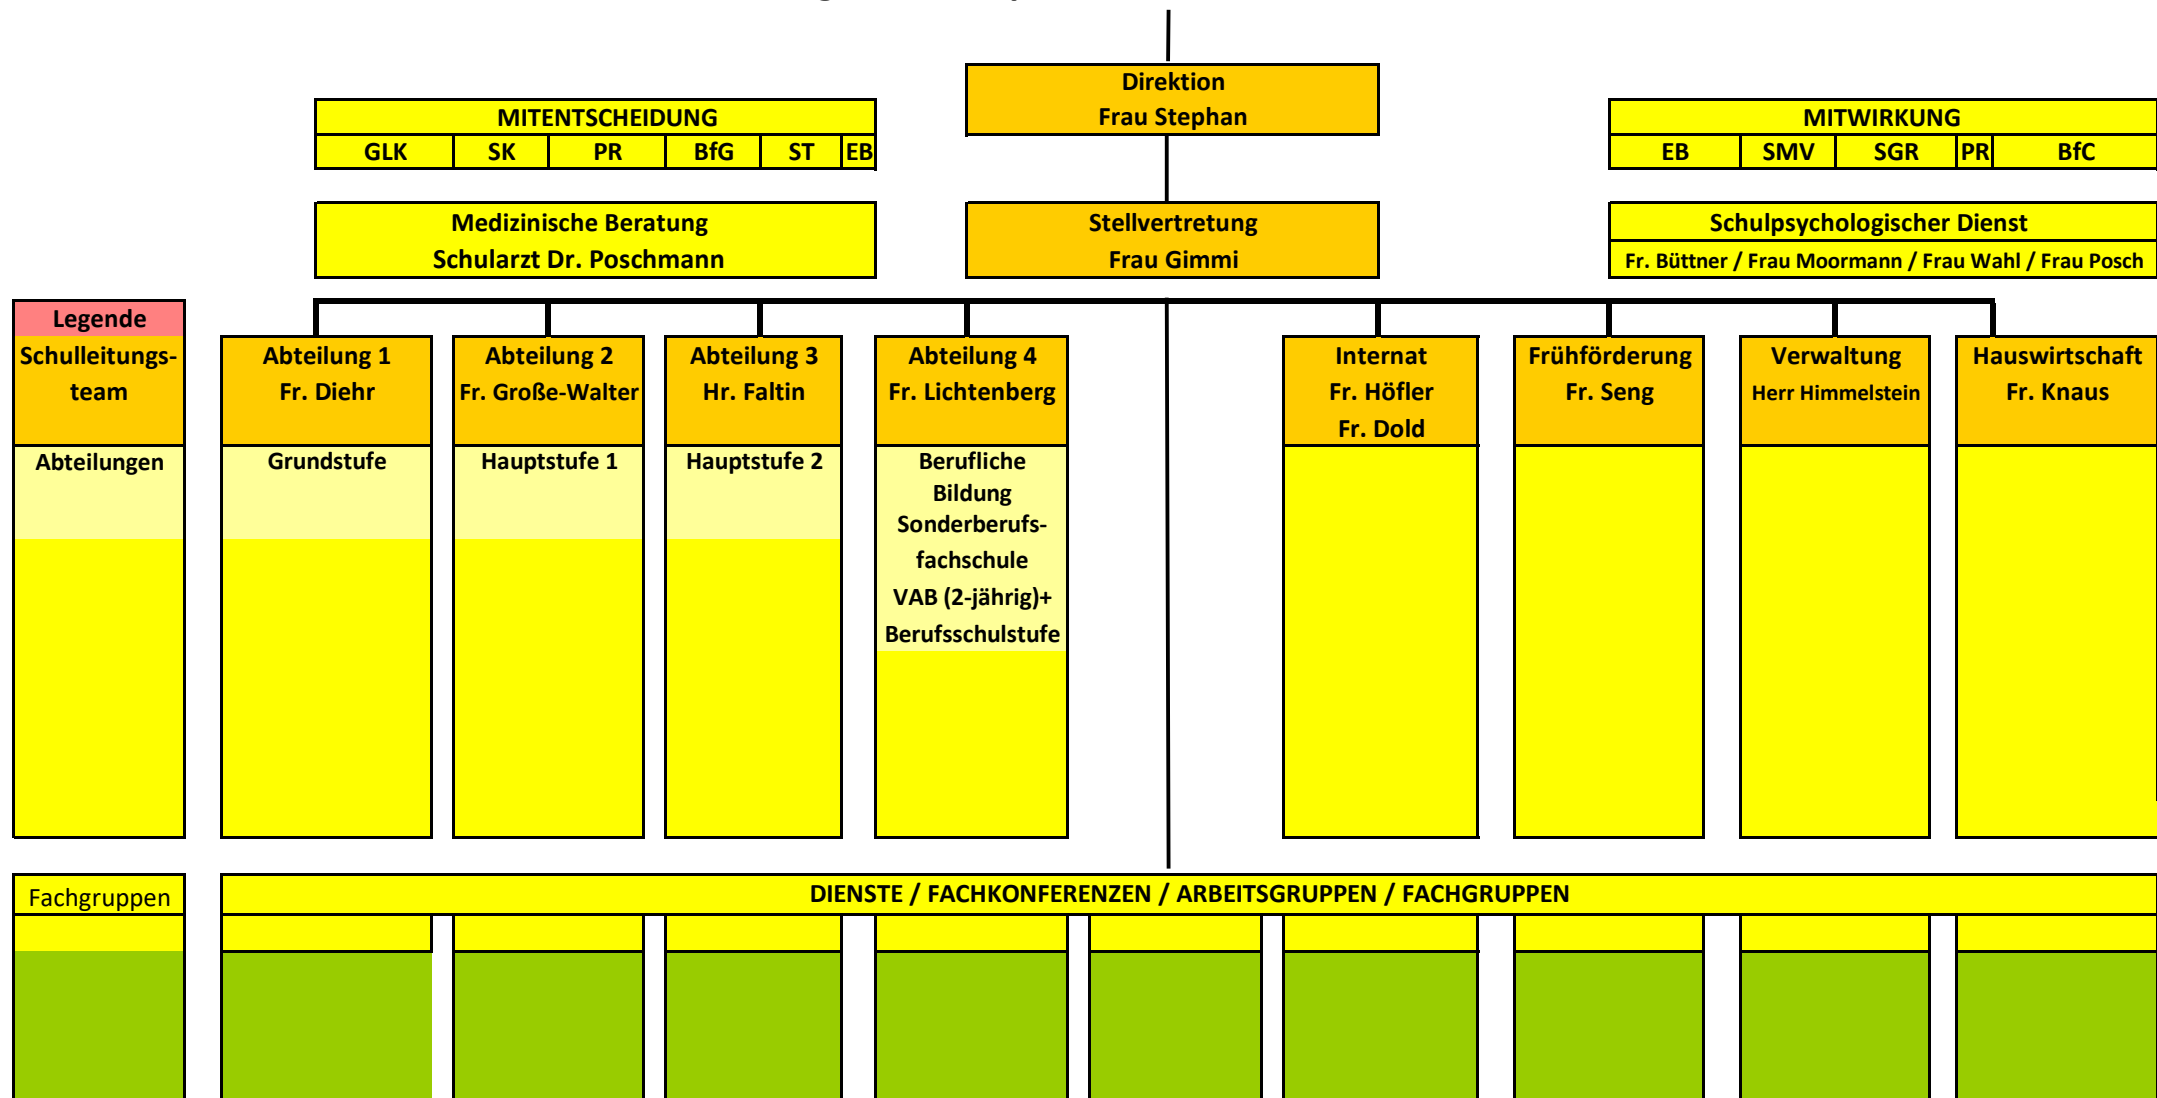 Direktion
Frau Stephan
MITENTSCHEIDUNG
GLK SK PR BfG ST EB
MITWIRKUNG
EB SMV SGR PR BfC
Medizinische Beratung
Schularzt Dr. Poschmann
Stellvertretung
Frau Gimmi
Schulpsychologischer Dienst
Fr. Büttner / Frau Moormann / Frau Wahl / Frau Posch
Legende
Schulleitungs-
team
Abteilung 1
Fr. Diehr
Abteilung 2
Fr. Große-Walter
Abteilung 3
Hr. Faltin
Abteilung 4
Fr. Lichtenberg
Internat
Fr. Höfler
Fr. Dold
Frühförderung
Fr. Seng
Verwaltung
Herr Himmelstein
Hauswirtschaft
Fr. Knaus
Abteilungen
Grundstufe
Hauptstufe 1
Hauptstufe 2
Berufliche
Bildung
Sonderberufs-
fachschule
VAB (2-jährig)+
Berufsschulstufe
Fachgruppen
DIENSTE / FACHKONFERENZEN / ARBEITSGRUPPEN / FACHGRUPPEN